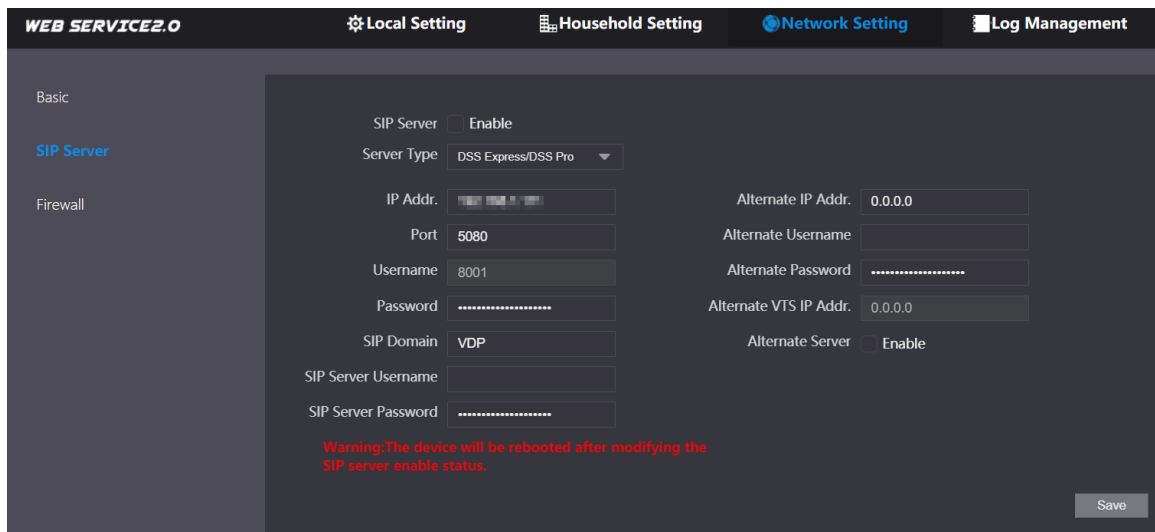 WEB SERVICE2.0
Local Setting
Household Setting
Network Setting
Log Management
Basic
SIP Server
Firewall
SIP Server Enable
Server Type DSS Express/DSS Pro
IP Addr.
Alternate IP Addr. 0.0.0.0
Port 5080
Alternate Username
Username 8001
Alternate Password ••••••••••••••••••••
Password ••••••••••••••••••••
Alternate VTS IP Addr. 0.0.0.0
SIP Domain VDP
Alternate Server Enable
SIP Server Username
SIP Server Password ••••••••••••••••••••
Warning:The device will be rebooted after modifying the
SIP server enable status.
Save